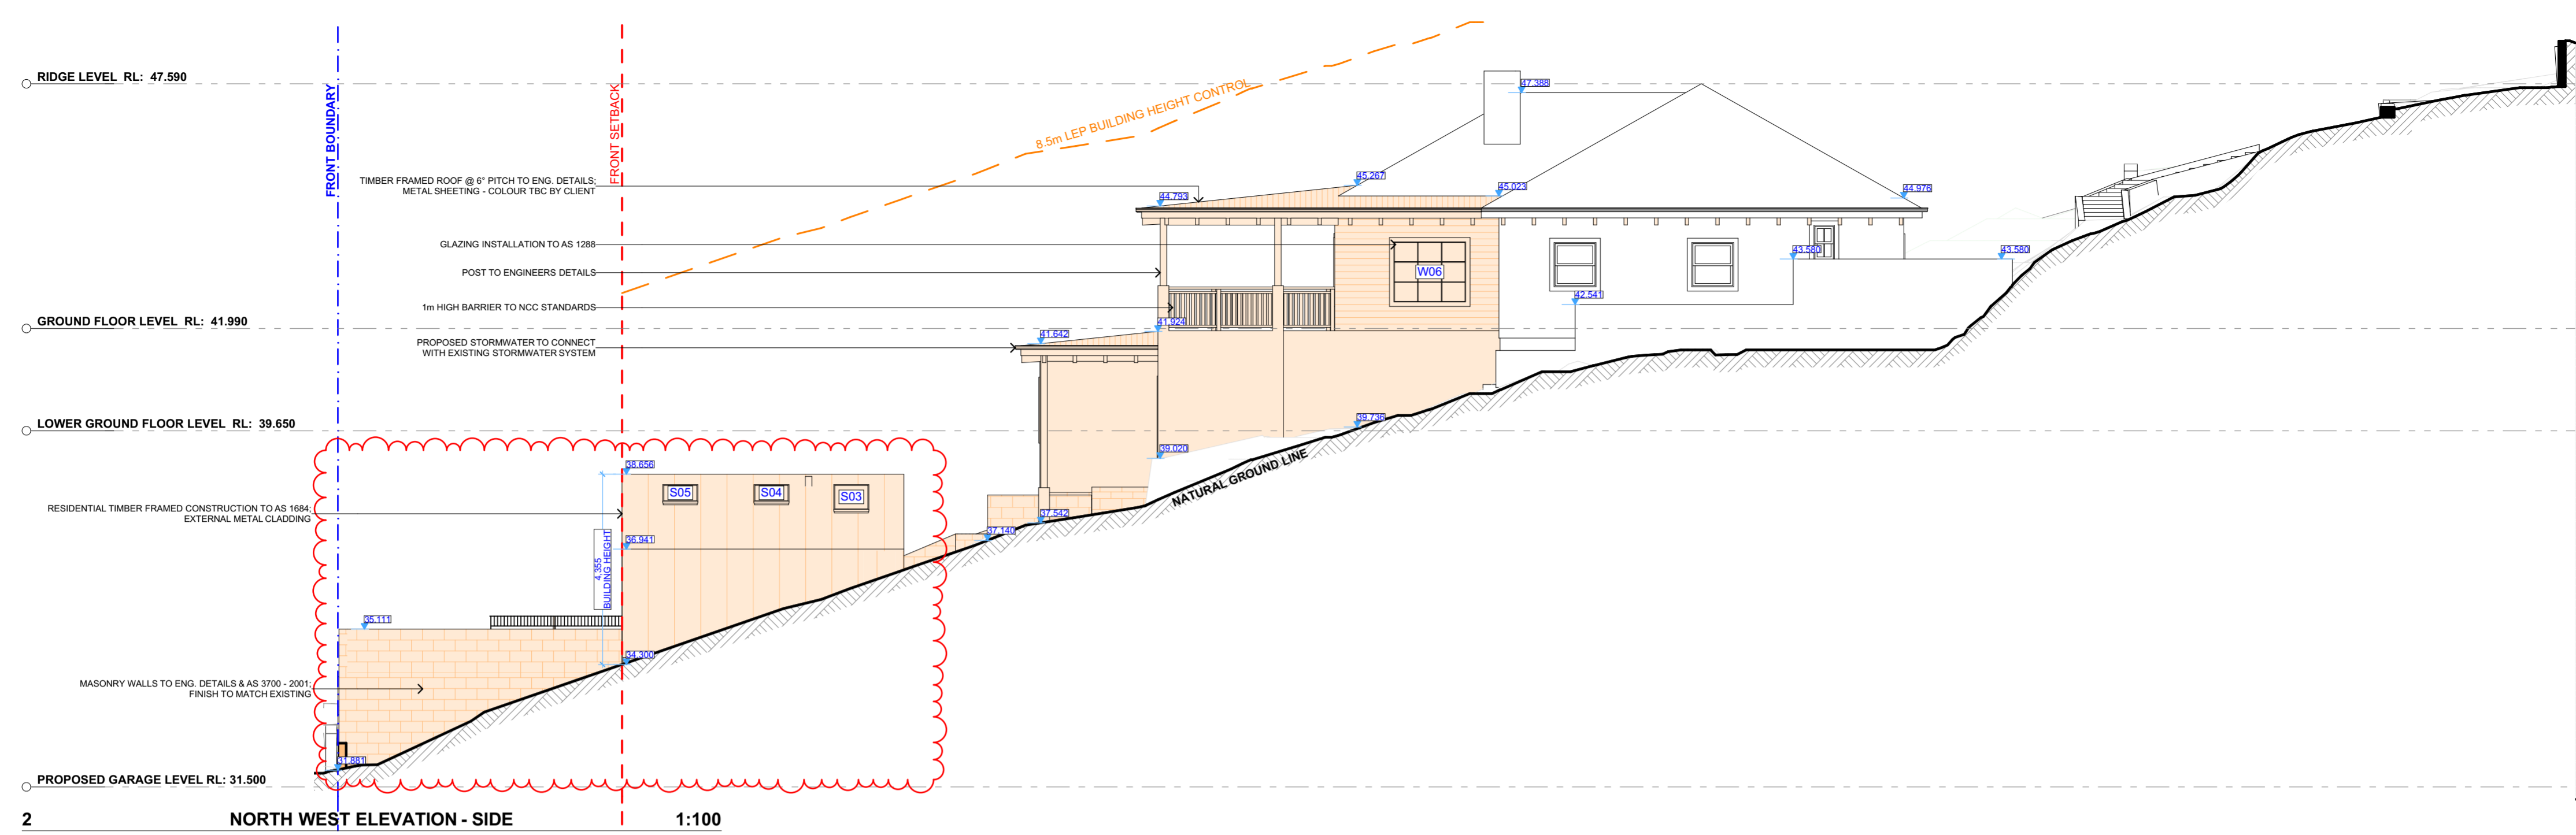 RIDGE LEVEL RL: 47.590
FRONT BOUNDARY
FRONT SETBACK
8.5m LEP BUILDING HEIGHT CONTROL
47.388
TIMBER FRAMED ROOF @ 6° PITCH TO ENG. DETAILS;
METAL SHEETING - COLOUR TBC BY CLIENT
44.793
45.267
45.023
44.976
GLAZING INSTALLATION TO AS 1288
43.580
43.580
POST TO ENGINEERS DETAILS
W06
42.541
1m HIGH BARRIER TO NCC STANDARDS
GROUND FLOOR LEVEL RL: 41.990
41.924
41.642
PROPOSED STORMWATER TO CONNECT
WITH EXISTING STORMWATER SYSTEM
LOWER GROUND FLOOR LEVEL RL: 39.650
39.736
39.020
NATURAL GROUND LINE
38.656
S05
S04
S03
RESIDENTIAL TIMBER FRAMED CONSTRUCTION TO AS 1684;
EXTERNAL METAL CLADDING
37.542
37.140
36.941
4,355
BUILDING HEIGHT
35.111
34.300
MASONRY WALLS TO ENG. DETAILS & AS 3700 - 2001;
FINISH TO MATCH EXISTING
31.881
PROPOSED GARAGE LEVEL RL: 31.500
2 NORTH WEST ELEVATION - SIDE 1:100